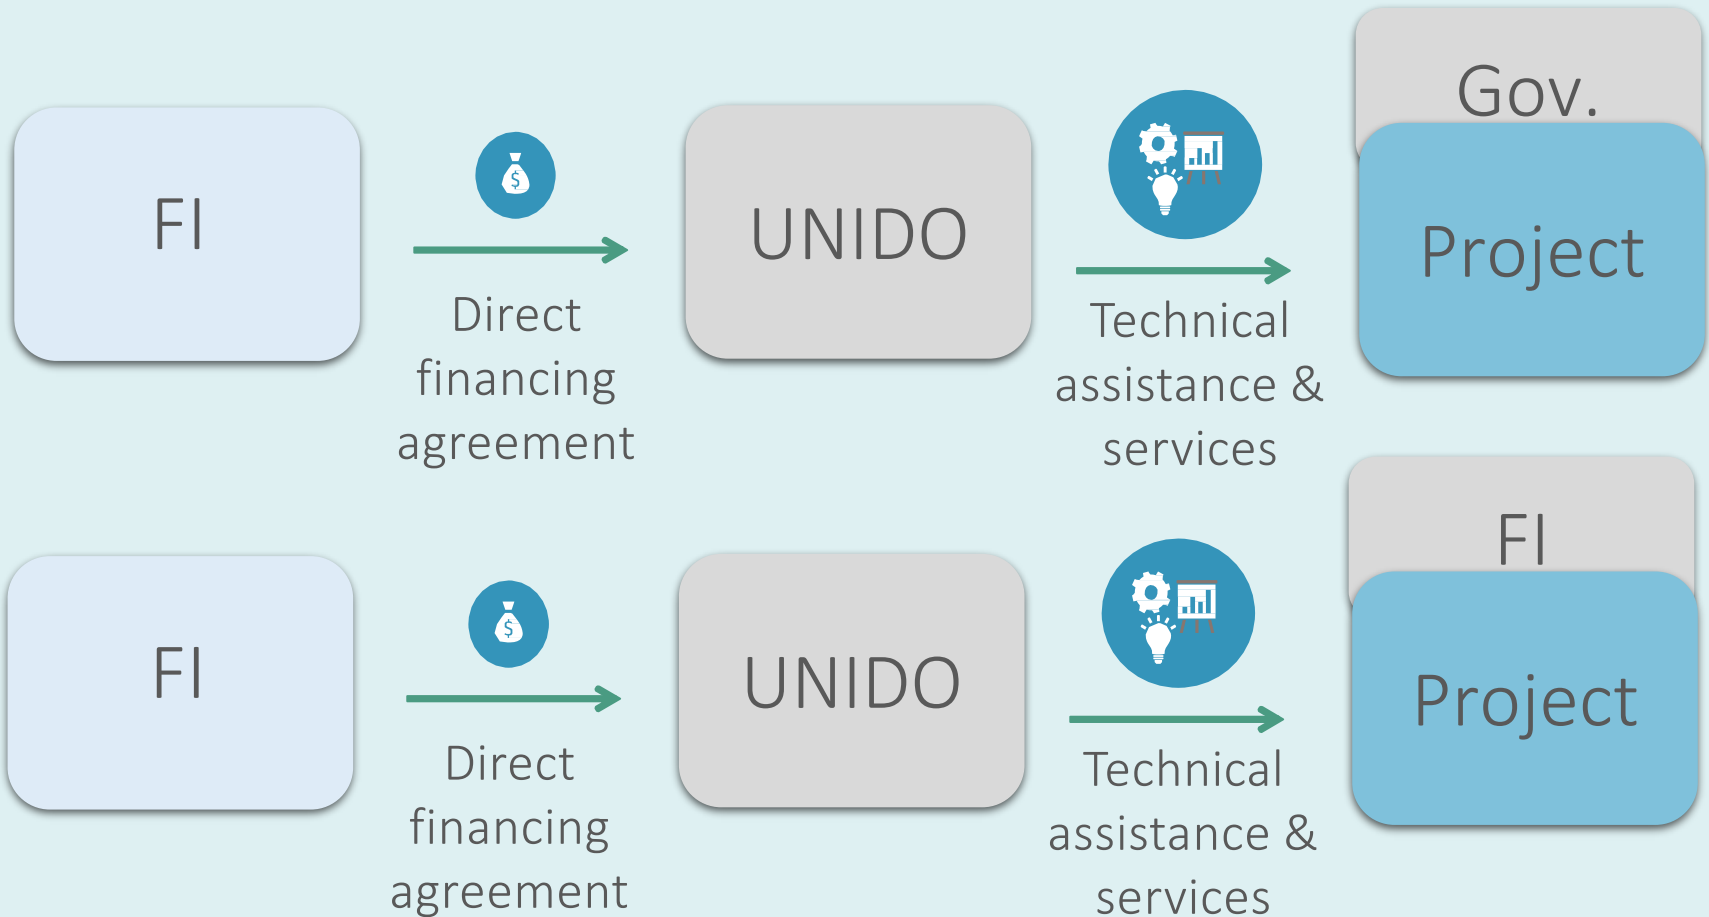 FI
$
Direct
financing
agreement
UNIDO
Technical
assistance &
services
Gov.
Project
FI
$
Direct
financing
agreement
UNIDO
Technical
assistance &
services
FI
Project